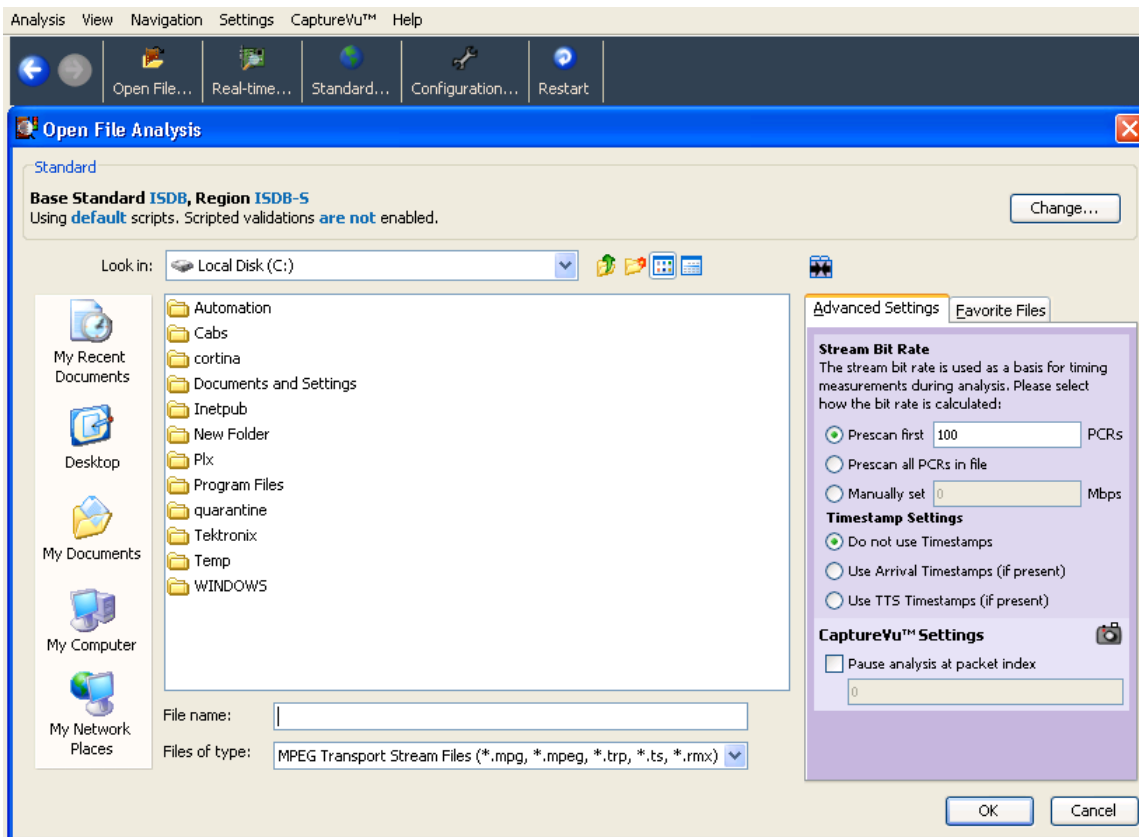 Analysis View Navigation Settings CaptureVu™ Help
Open File... Real-time... Standard... Configuration... Restart
Open File Analysis
Standard
Base Standard ISDB, Region ISDB-S
Using default scripts. Scripted validations are not enabled.
Change...
Look in: Local Disk (C:)
My Recent
Documents
Desktop
My Documents
My Computer
My Network
Places
Automation
Cabs
cortina
Documents and Settings
Inetpub
New Folder
Plx
Program Files
quarantine
Tektronix
Temp
WINDOWS
File name:
Files of type: MPEG Transport Stream Files (*.mpg, *.mpeg, *.trp, *.ts, *.rmx)
Advanced Settings Favorite Files
Stream Bit Rate
The stream bit rate is used as a basis for timing
measurements during analysis. Please select
how the bit rate is calculated:
Prescan first 100 PCRs
Prescan all PCRs in file
Manually set 0 Mbps
Timestamp Settings
Do not use Timestamps
Use Arrival Timestamps (if present)
Use TTS Timestamps (if present)
CaptureVu™ Settings
Pause analysis at packet index
0
OK Cancel